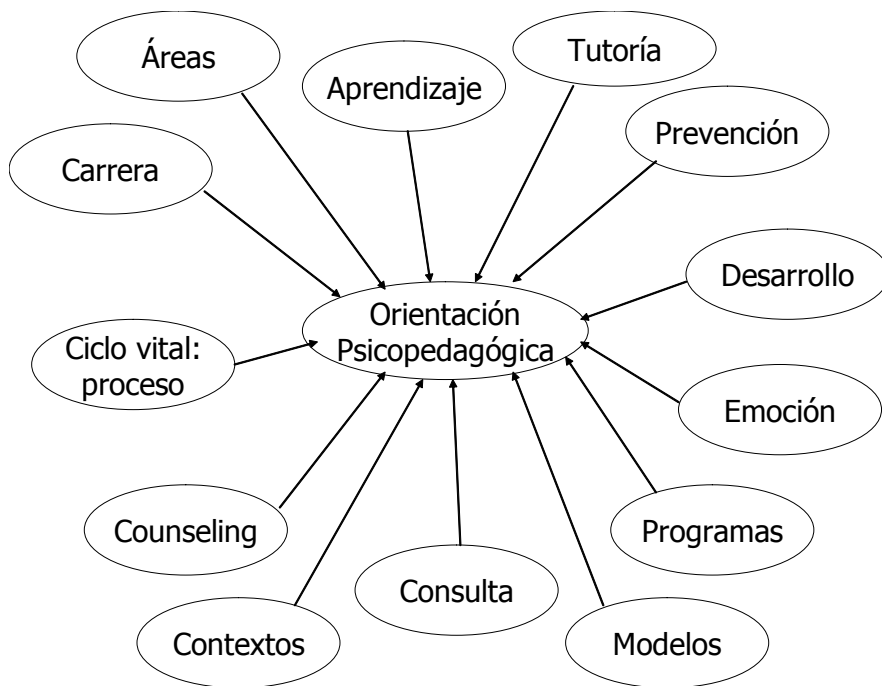 Áreas
Aprendizaje
Tutoría
Prevención
Carrera
Desarrollo
Orientación
Psicopedagógica
Ciclo vital:
proceso
Emoción
Counseling
Programas
Consulta
Contextos
Modelos